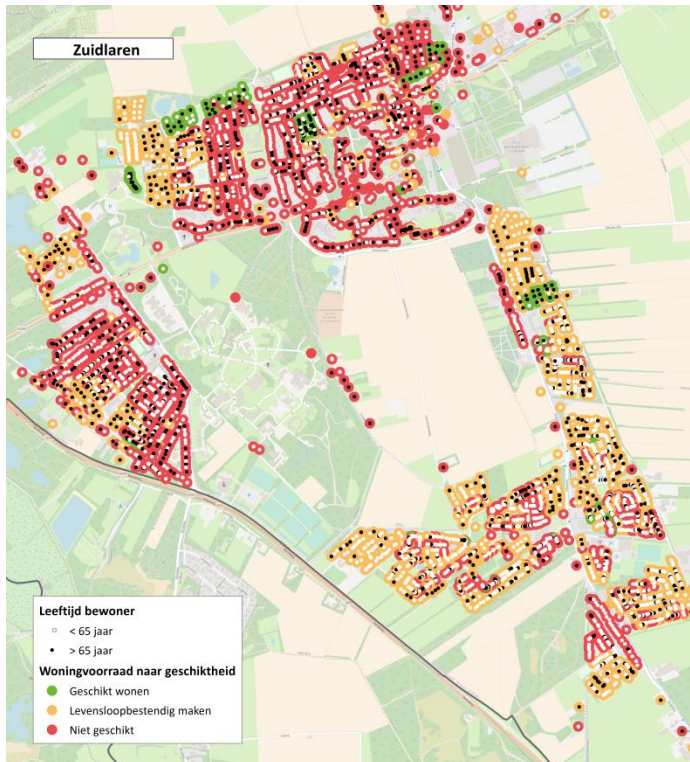 Zuidlaren
Leeftijd bewoner
< 65 jaar
> 65 jaar
Woningvoorraad naar geschiktheid
Geschikt wonen
Levensloopbestendig maken
Niet geschikt